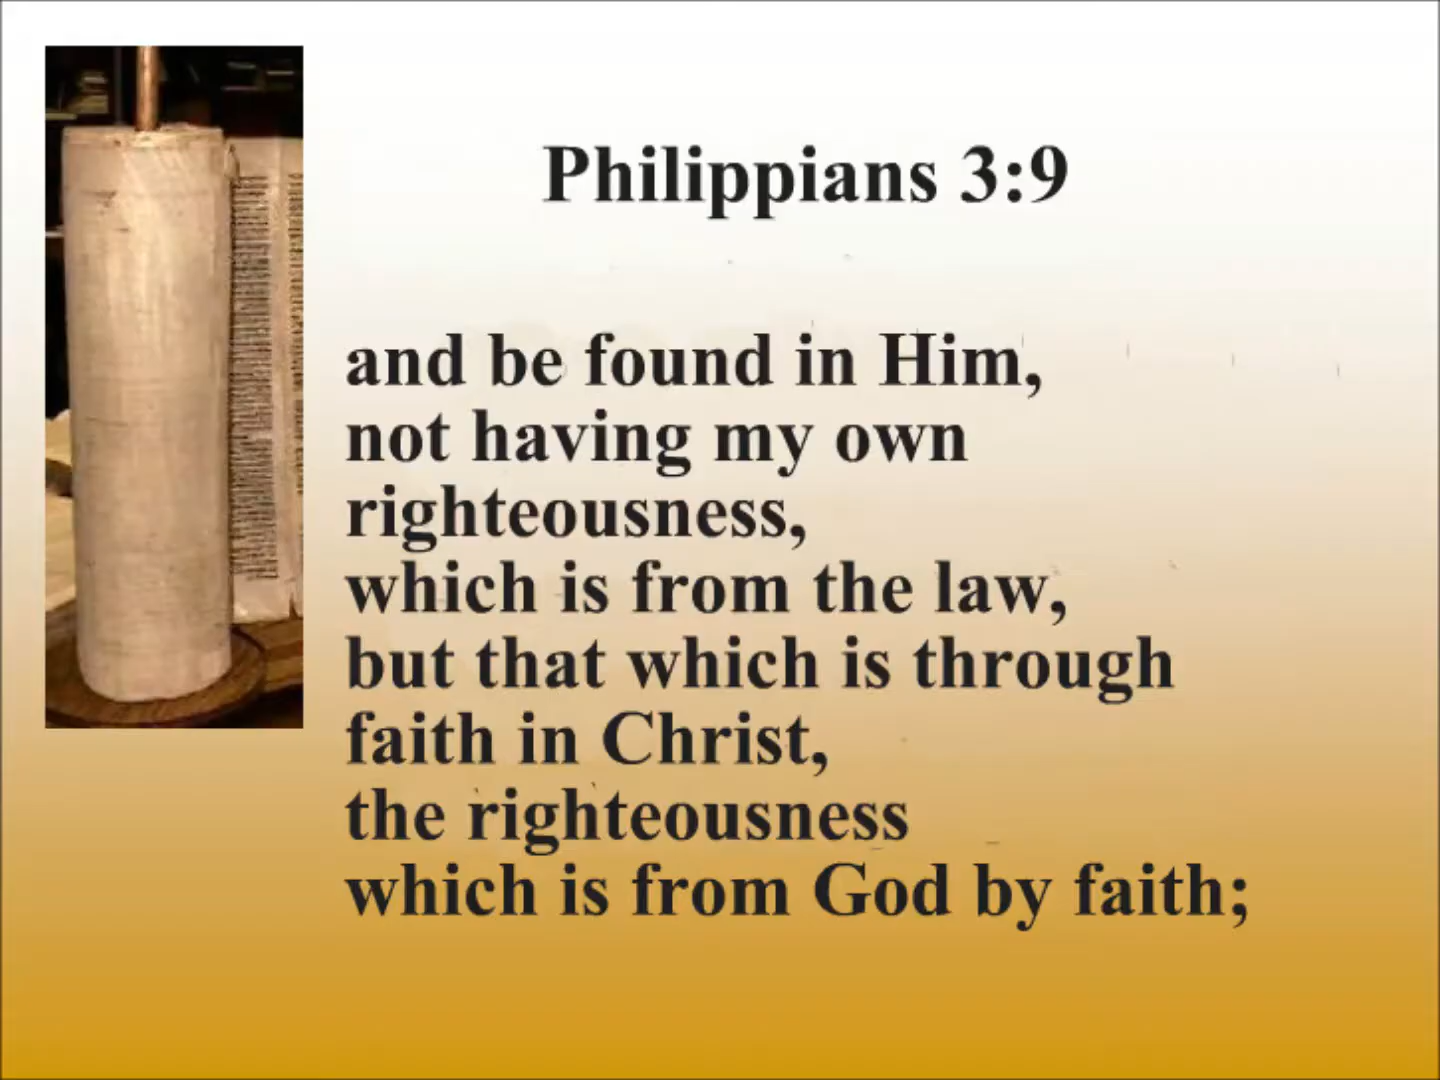 Philippians 3:9
and be found in Him,
not having my own
righteousness,
which is from the law,
but that which is through
faith in Christ,
the righteousness
which is from God by faith;